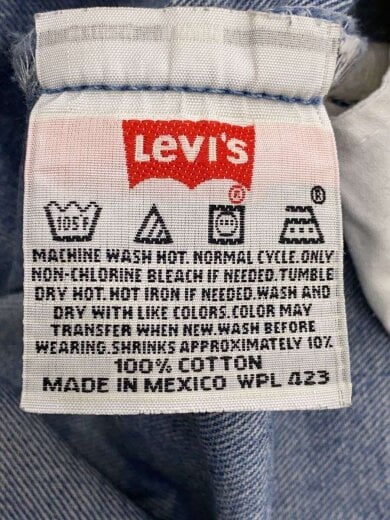 Levi's
®
®
105F
MACHINE WASH HOT. NORMAL CYCLE.ONLY
NON-CHLORINE BLEACH IF NEEDED.TUMBLE
DRY HOT.HOT IRON IF NEEDED.WASH AND
DRY WITH LIKE COLORS.COLOR MAY
TRANSFER WHEN NEW.WASH BEFORE
WEARING.SHRINKS APPROXIMATELY 10%
100% COTTON
MADE IN MEXICO WPL 423